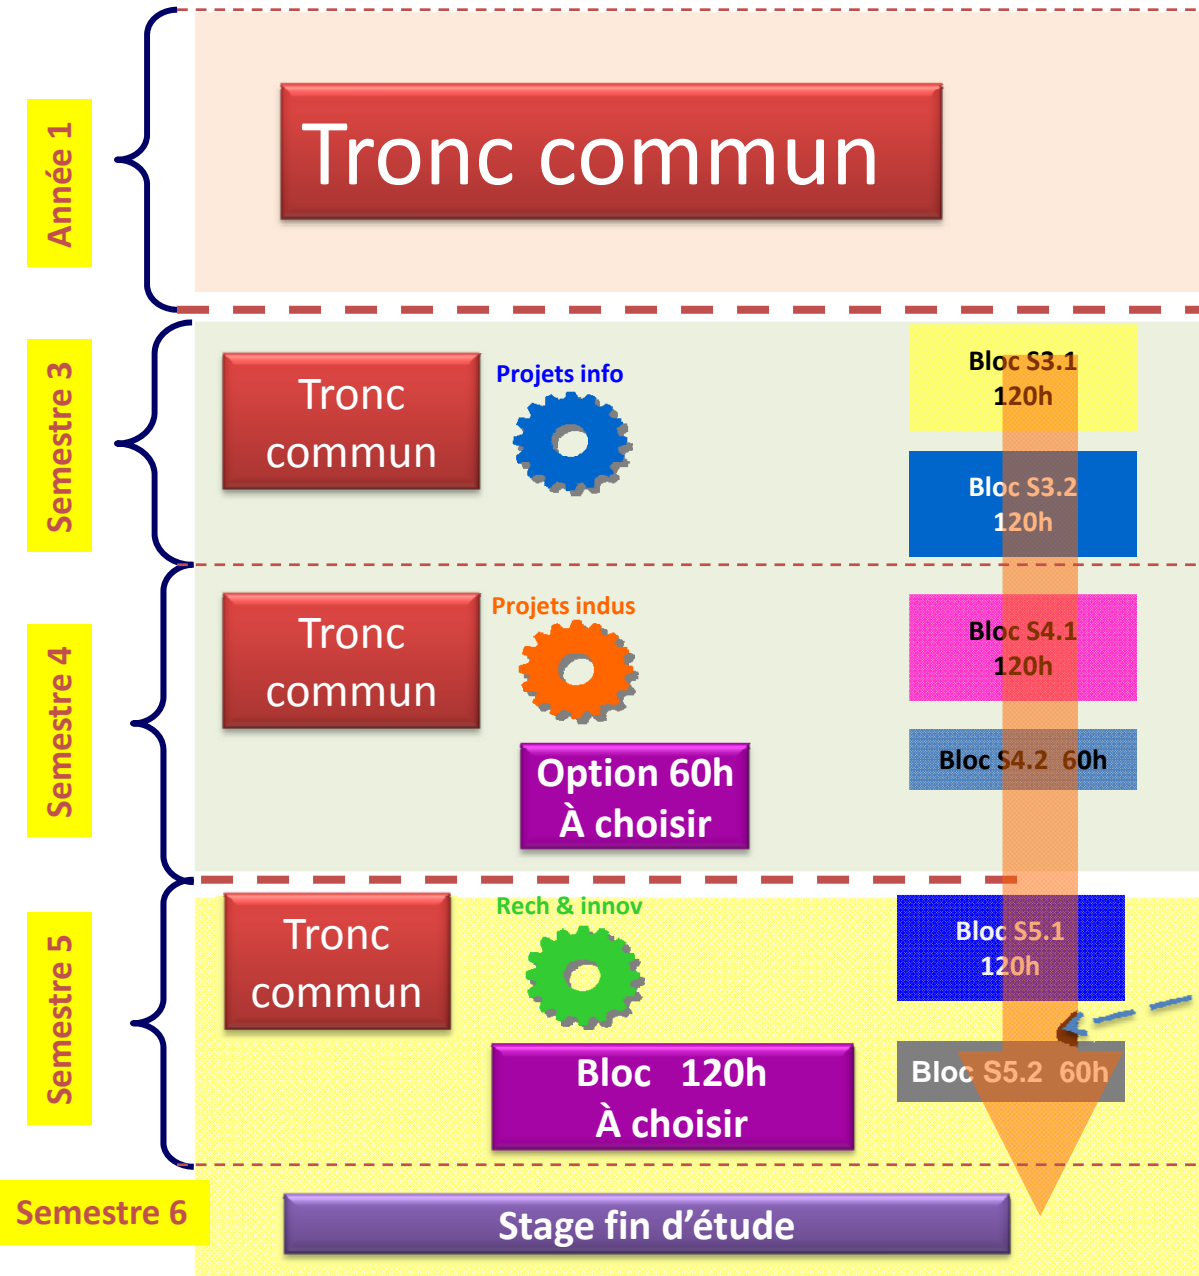 Année 1
Tronc commun
Semestre 3
Tronc
commun
Projets info
Bloc S3.1
120h
Bloc S3.2
120h
Semestre 4
Tronc
commun
Projets indus
Option 60h
À choisir
Bloc S4.1
120h
Bloc S4.2 60h
Semestre 5
Tronc
commun
Rech & innov
Bloc 120h
À choisir
Bloc S5.1
120h
Bloc S5.2 60h
Semestre 6
Stage fin d’étude